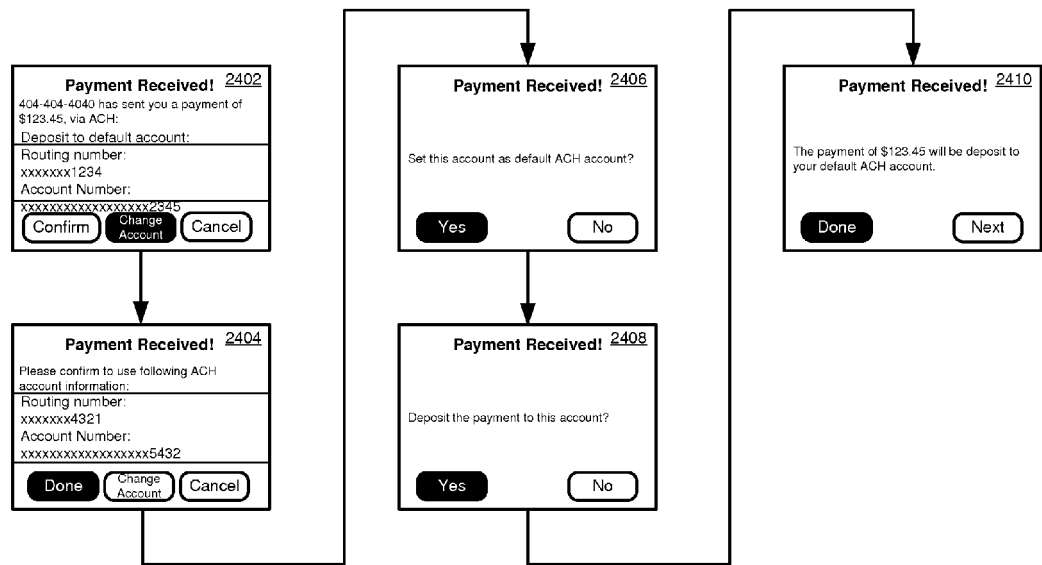 Payment Received! 2402
404-404-4040 has sent you a payment of
$123.45, via ACH:
Deposit to default account:
Routing number:
xxxxxxx1234
Account Number:
xxxxxxxxxxxxxxxxxxx2345
Confirm
Change
Account
Cancel
Payment Received! 2404
Please confirm to use following ACH
account information:
Routing number:
xxxxxxx4321
Account Number:
xxxxxxxxxxxxxxxxxxx5432
Done
Change
Account
Cancel
Payment Received! 2406
Set this account as default ACH account?
Yes
No
Payment Received! 2408
Deposit the payment to this account?
Yes
No
Payment Received! 2410
The payment of $123.45 will be deposit to
your default ACH account.
Done
Next